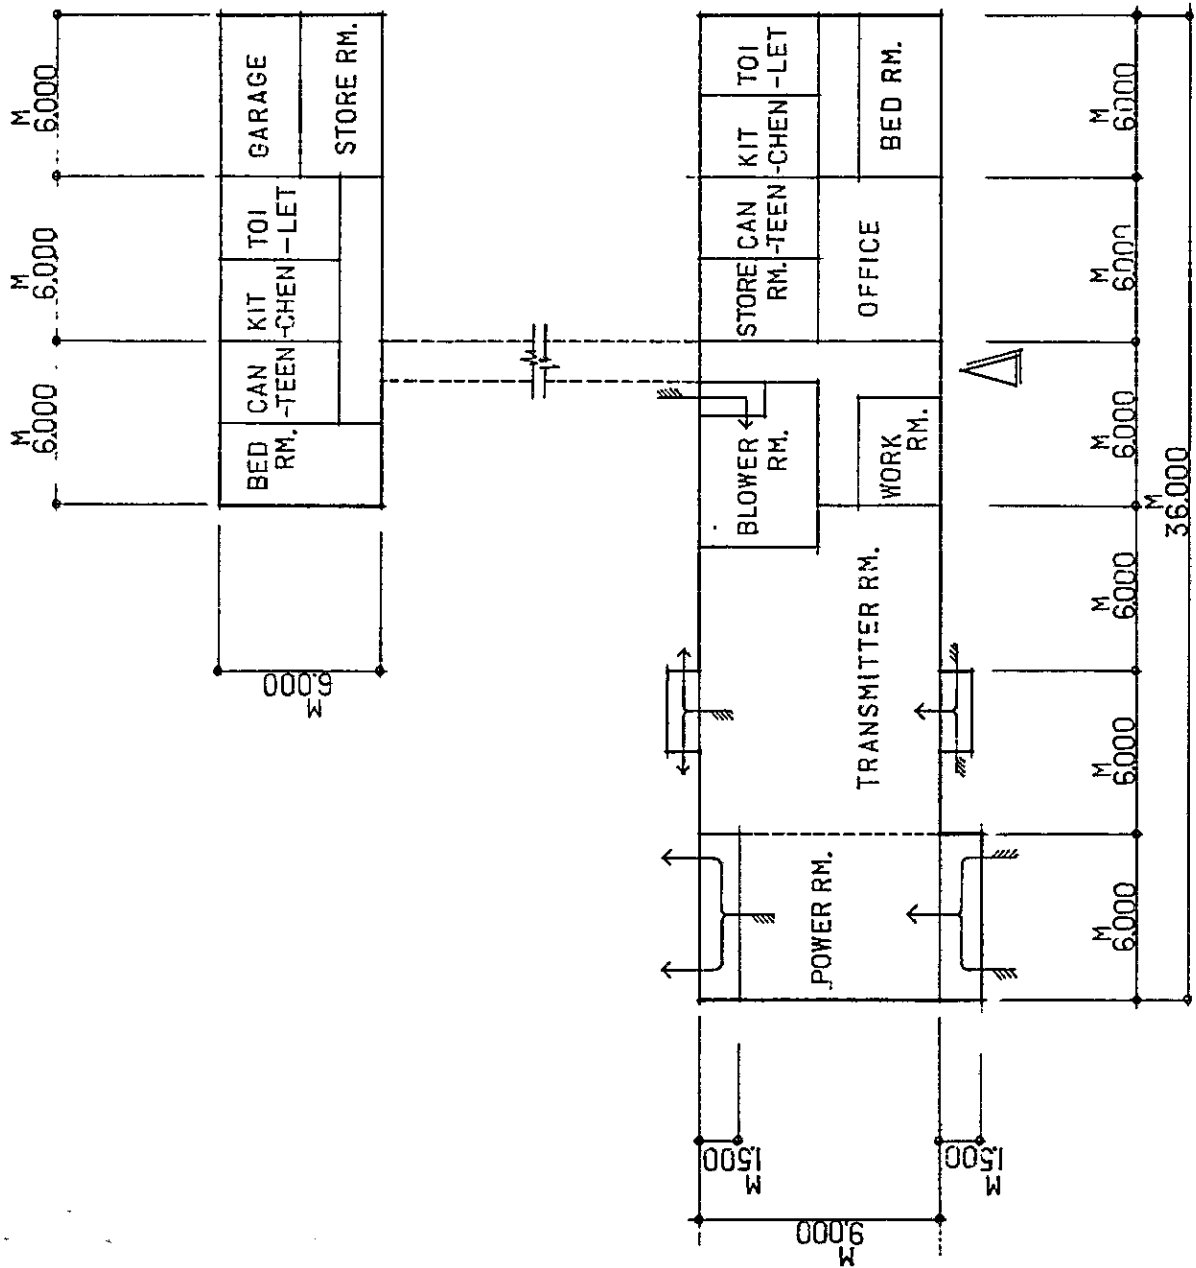 M
6.000
M
6.000
M
6.000
BED
RM.
CAN
-TEEN
KIT
-CHEN
TOI
-LET
GARAGE
STORE RM.
M
6.000
BLOWER
RM.
STORE
RM.
CAN
-TEEN
KIT
-CHEN
TOI
-LET
POWER RM.
TRANSMITTER RM.
WORK
RM.
OFFICE
BED RM.
M
1.500
M
9.000
M
1.500
M
6.000
M
6.000
M
6.000
M
6.000
M
6.000
M
6.000
M
36.000